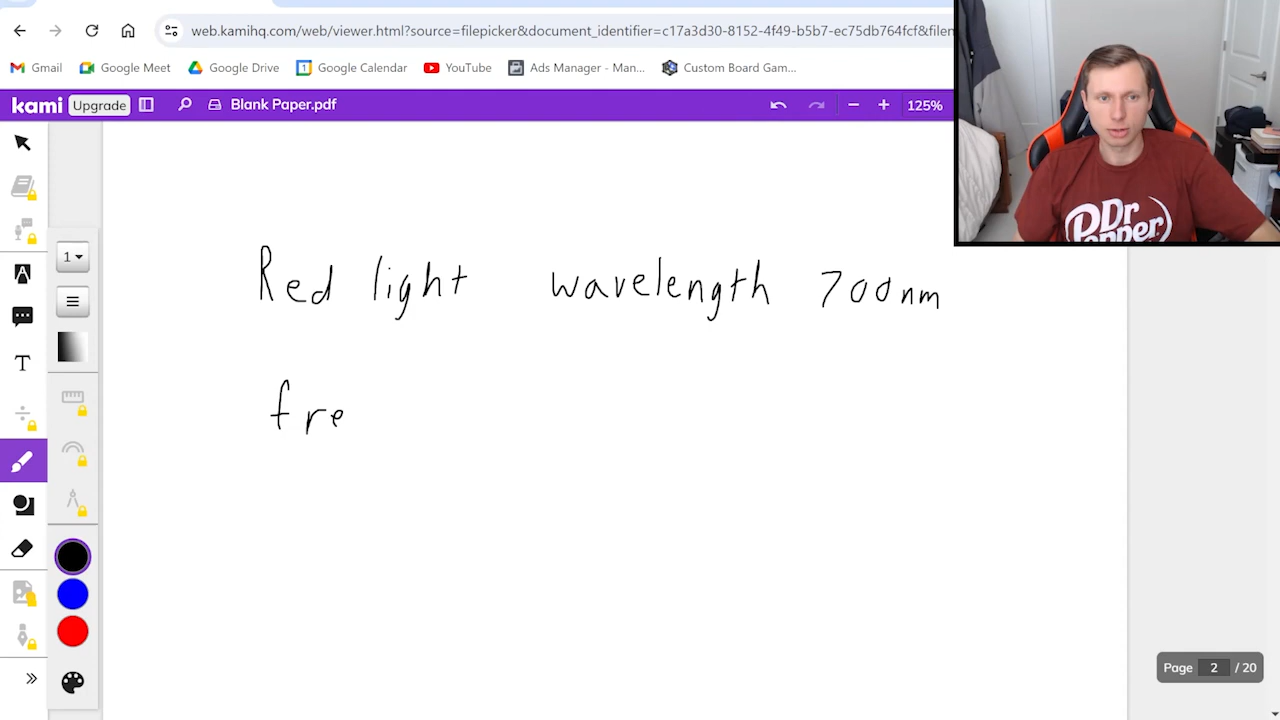 web.kamihq.com/web/viewer.html?source=filepicker&document_identifier=c17a3d30-8152-4f49-b5b7-ec75db764fcf&filen
Gmail Google Meet Google Drive Google Calendar YouTube Ads Manager - Man... Custom Board Gam...
kami Upgrade Blank Paper.pdf 125%
Dr Pepper
1
Red light wavelength 700nm
fre
T
Page 2 / 20